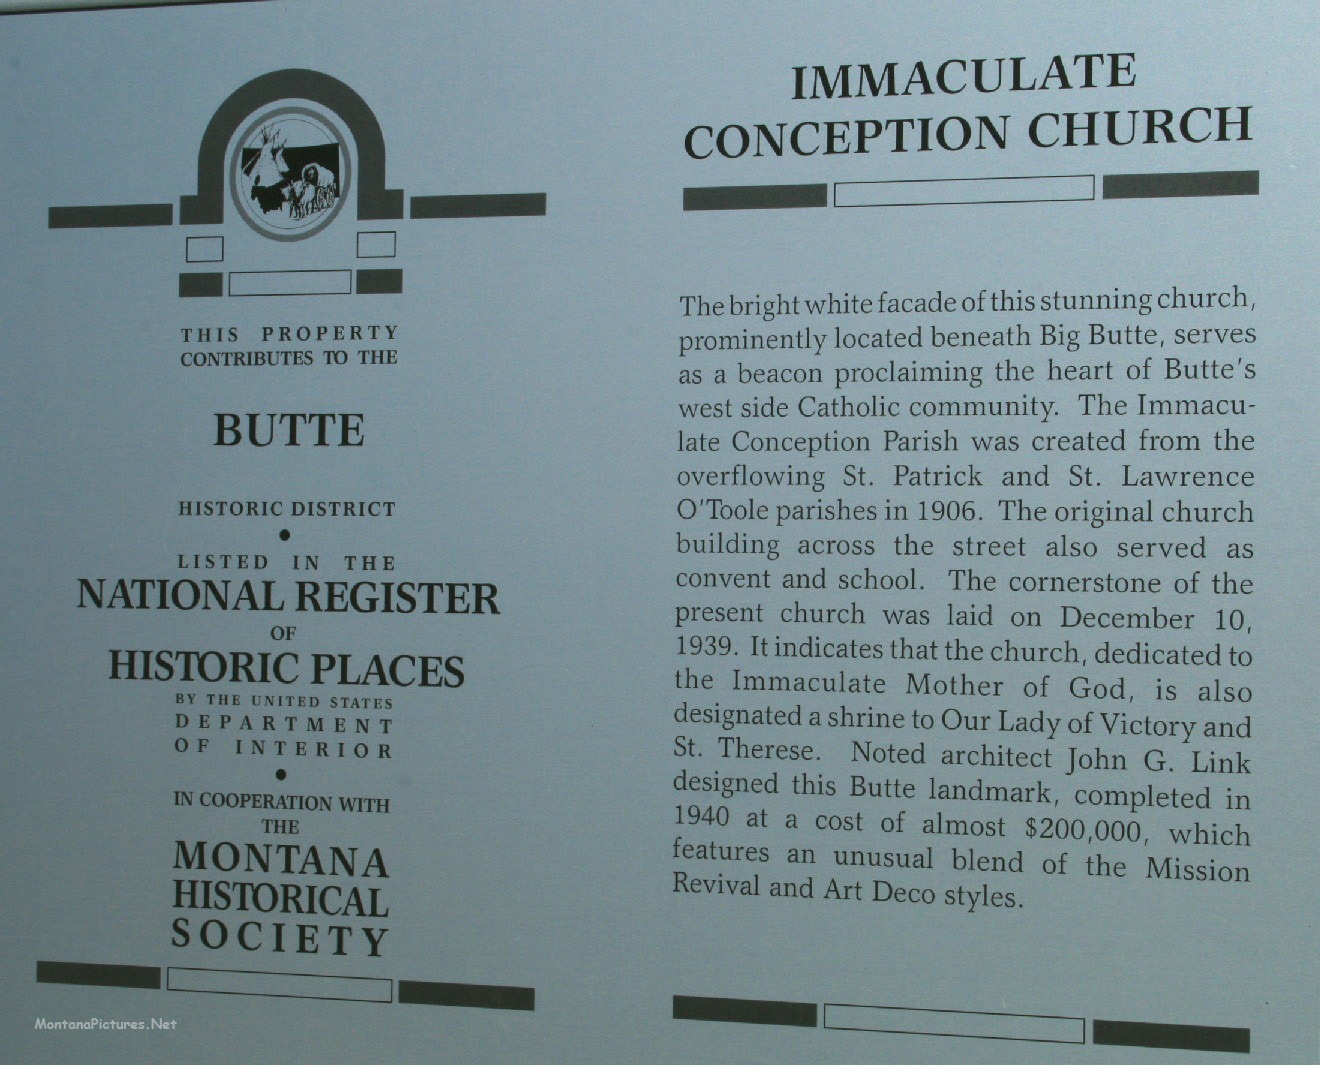 THIS PROPERTY
CONTRIBUTES TO THE
BUTTE
HISTORIC DISTRICT
•
LISTED IN THE
NATIONAL REGISTER
OF
HISTORIC PLACES
BY THE UNITED STATES
DEPARTMENT
OF INTERIOR
•
IN COOPERATION WITH
THE
MONTANA
HISTORICAL
SOCIETY
IMMACULATE
CONCEPTION CHURCH
The bright white facade of this stunning church,
prominently located beneath Big Butte, serves
as a beacon proclaiming the heart of Butte's
west side Catholic community. The Immacu-
late Conception Parish was created from the
overflowing St. Patrick and St. Lawrence
O'Toole parishes in 1906. The original church
building across the street also served as
convent and school. The cornerstone of the
present church was laid on December 10,
1939. It indicates that the church, dedicated to
the Immaculate Mother of God, is also
designated a shrine to Our Lady of Victory and
St. Therese. Noted architect John G. Link
designed this Butte landmark, completed in
1940 at a cost of almost $200,000, which
features an unusual blend of the Mission
Revival and Art Deco styles.
MontanaPictures.Net